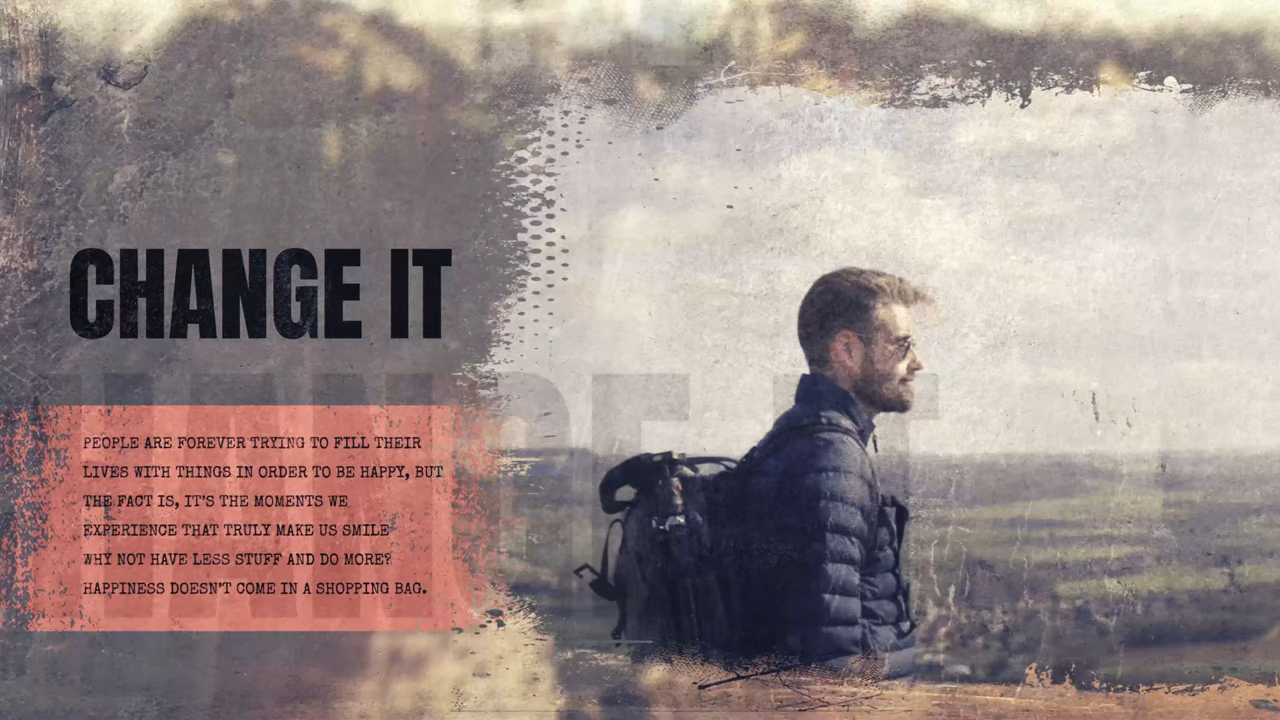 CHANGE IT
PEOPLE ARE FOREVER TRYING TO FILL THEIR
LIVES WITH THINGS IN ORDER TO BE HAPPY, BUT
THE FACT IS, IT'S THE MOMENTS WE
EXPERIENCE THAT TRULY MAKE US SMILE
WHY NOT HAVE LESS STUFF AND DO MORE?
HAPPINESS DOESN'T COME IN A SHOPPING BAG.